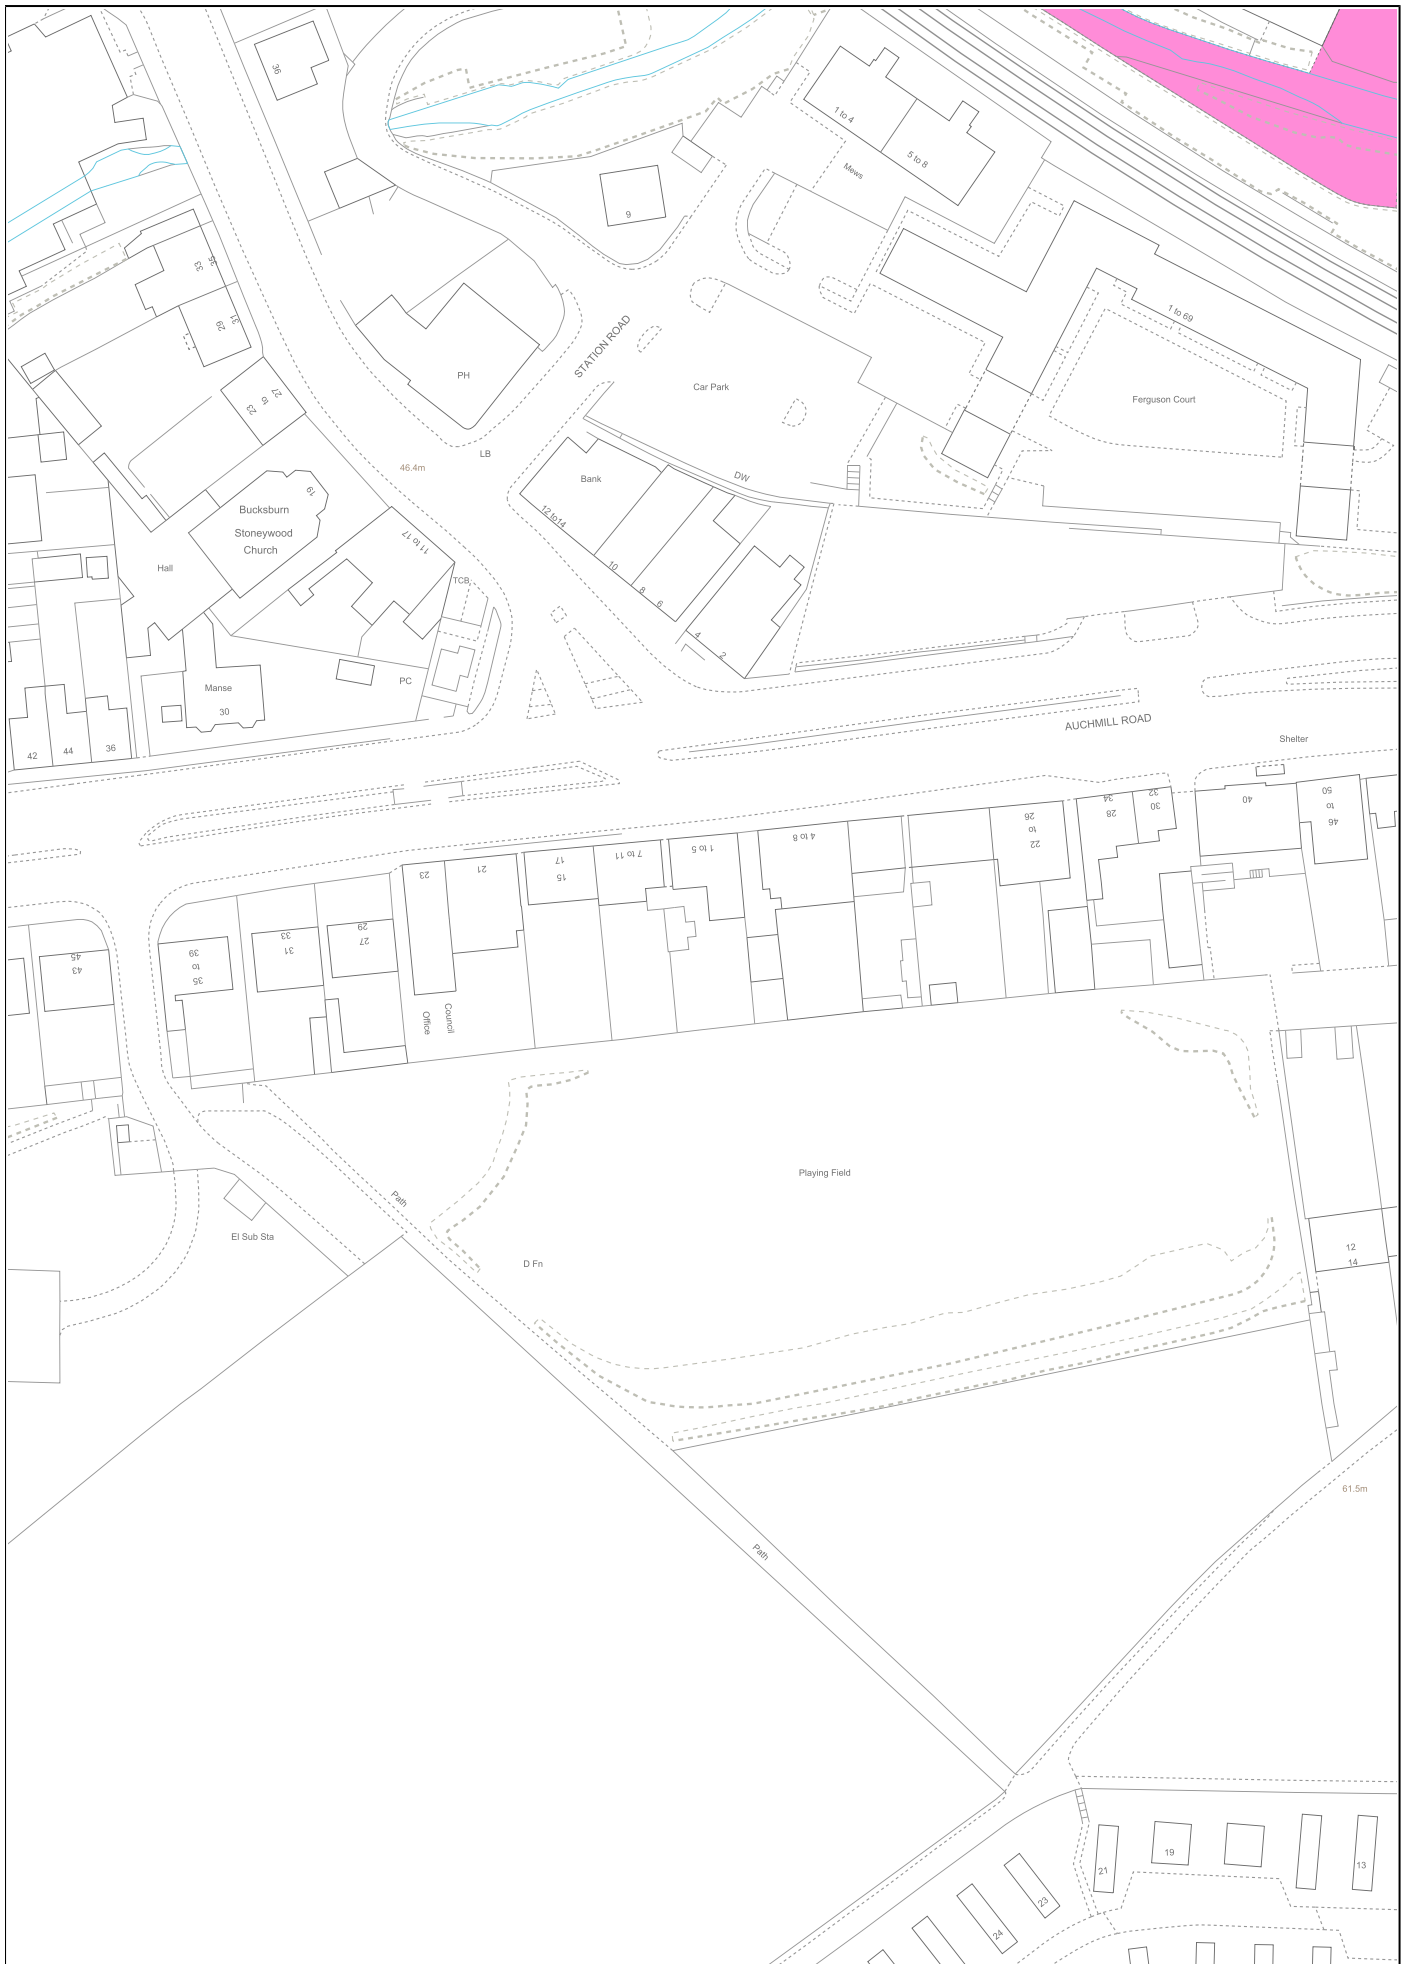 36
1 to 4
5 to 8
Mews
9
35
33
31
29
1 to 69
STATION ROAD
PH
Car Park
Ferguson Court
27
to
23
LB
46.4m
Bank
DW
12 to14
19
Bucksburn
Stoneywood
Church
11 to 17
Hall
TCB
10
8
6
4
2
PC
Manse
30
42
44
36
AUCHMILL ROAD
Shelter
50
to
46
40
32
30
34
28
26
to
22
4 to 8
1 to 5
7 to 11
17
15
21
23
29
27
33
31
39
to
35
45
43
Council
Office
Playing Field
Path
El Sub Sta
D Fn
12
14
61.5m
Path
21
19
13
23
24